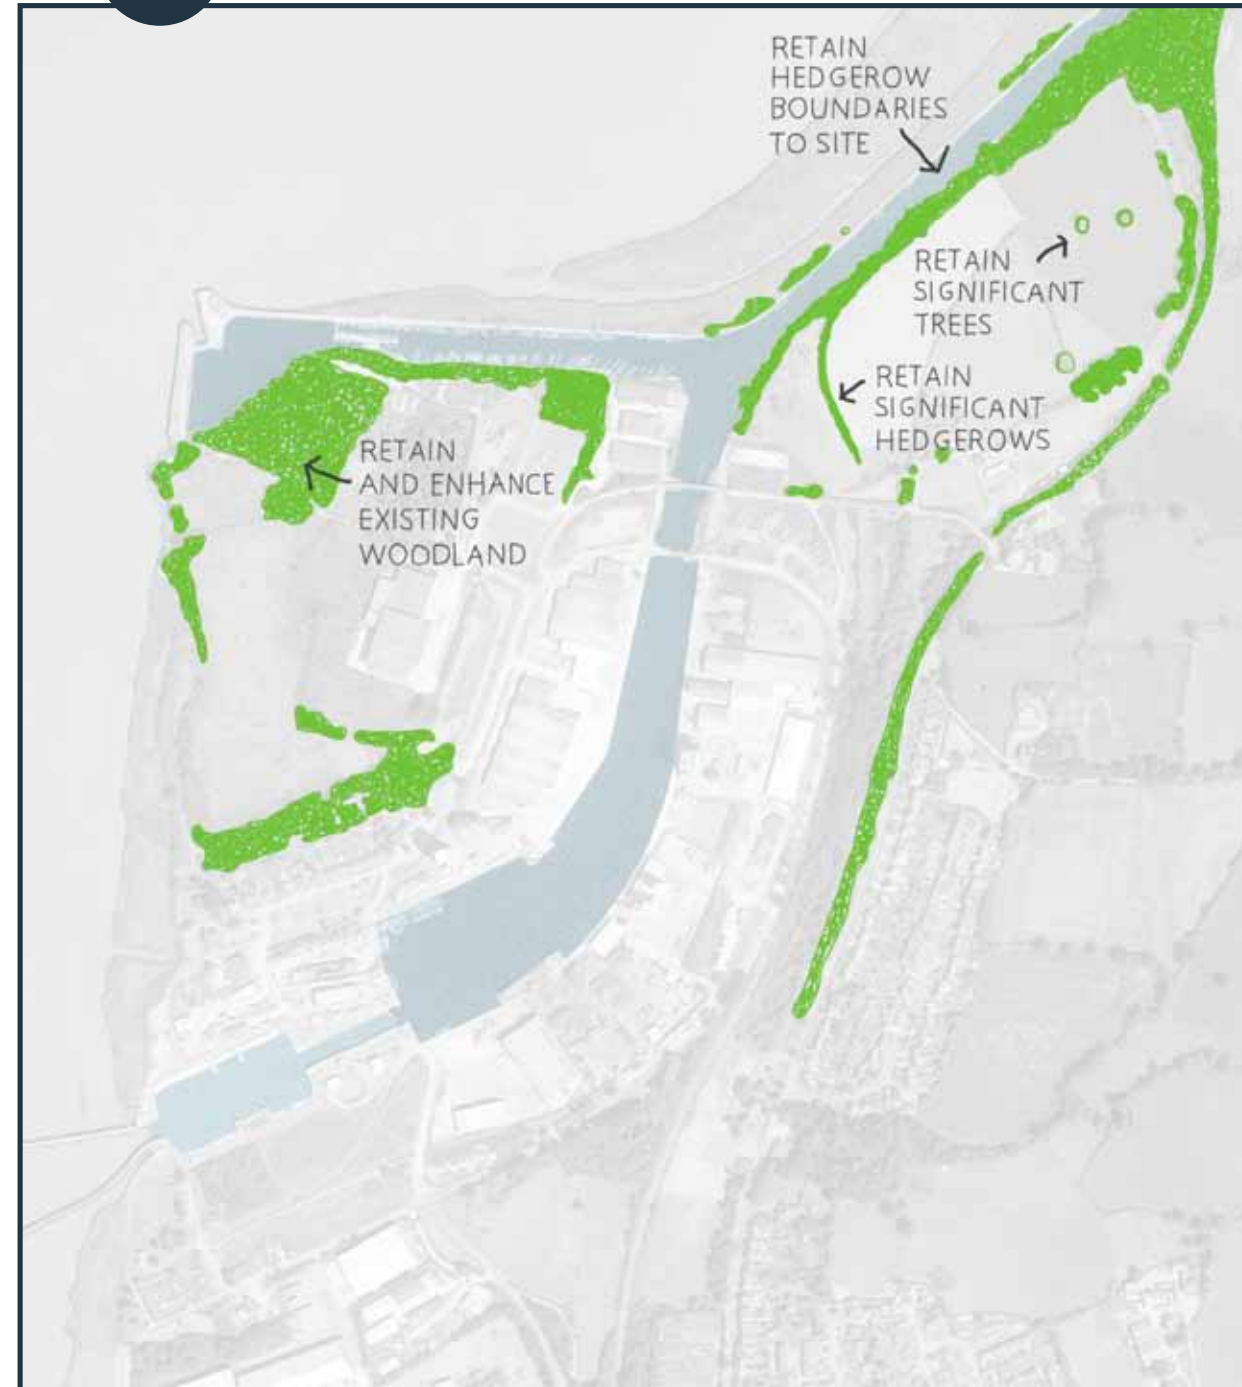 RETAIN
HEDGEROW
BOUNDARIES
TO SITE
RETAIN
SIGNIFICANT
TREES
RETAIN
SIGNIFICANT
HEDGEROWS
RETAIN
AND ENHANCE
EXISTING
WOODLAND